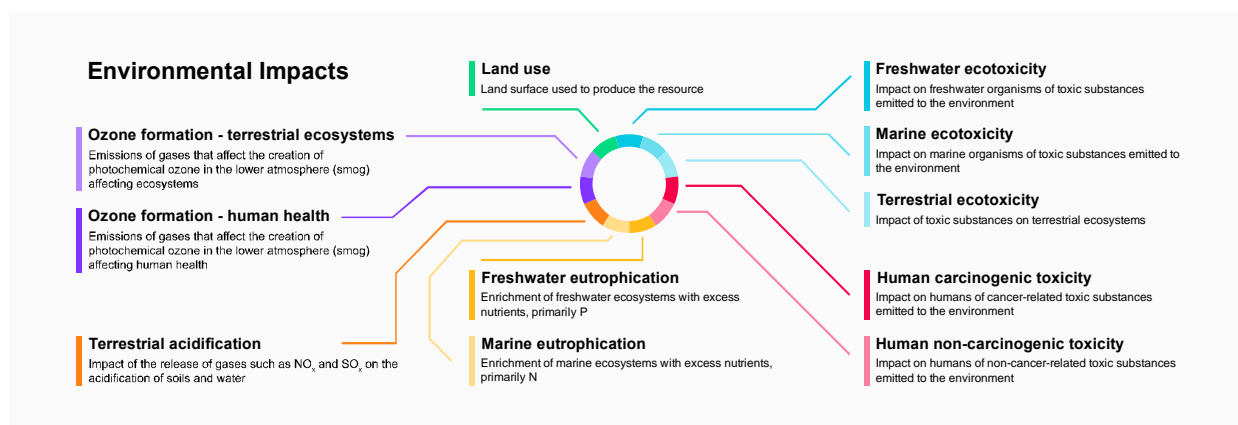 Environmental Impacts
Ozone formation - terrestrial ecosystems
Emissions of gases that affect the creation of
photochemical ozone in the lower atmosphere (smog)
affecting ecosystems
Ozone formation - human health
Emissions of gases that affect the creation of
photochemical ozone in the lower atmosphere (smog)
affecting human health
Terrestrial acidification
Impact of the release of gases such as NOx and SOx on the
acidification of soils and water
Land use
Land surface used to produce the resource
Freshwater eutrophication
Enrichment of freshwater ecosystems with excess
nutrients, primarily P
Marine eutrophication
Enrichment of marine ecosystems with excess nutrients,
primarily N
Freshwater ecotoxicity
Impact on freshwater organisms of toxic substances
emitted to the environment
Marine ecotoxicity
Impact on marine organisms of toxic substances emitted to
the environment
Terrestrial ecotoxicity
Impact of toxic substances on terrestrial ecosystems
Human carcinogenic toxicity
Impact on humans of cancer-related toxic substances
emitted to the environment
Human non-carcinogenic toxicity
Impact on humans of non-cancer-related toxic substances
emitted to the environment